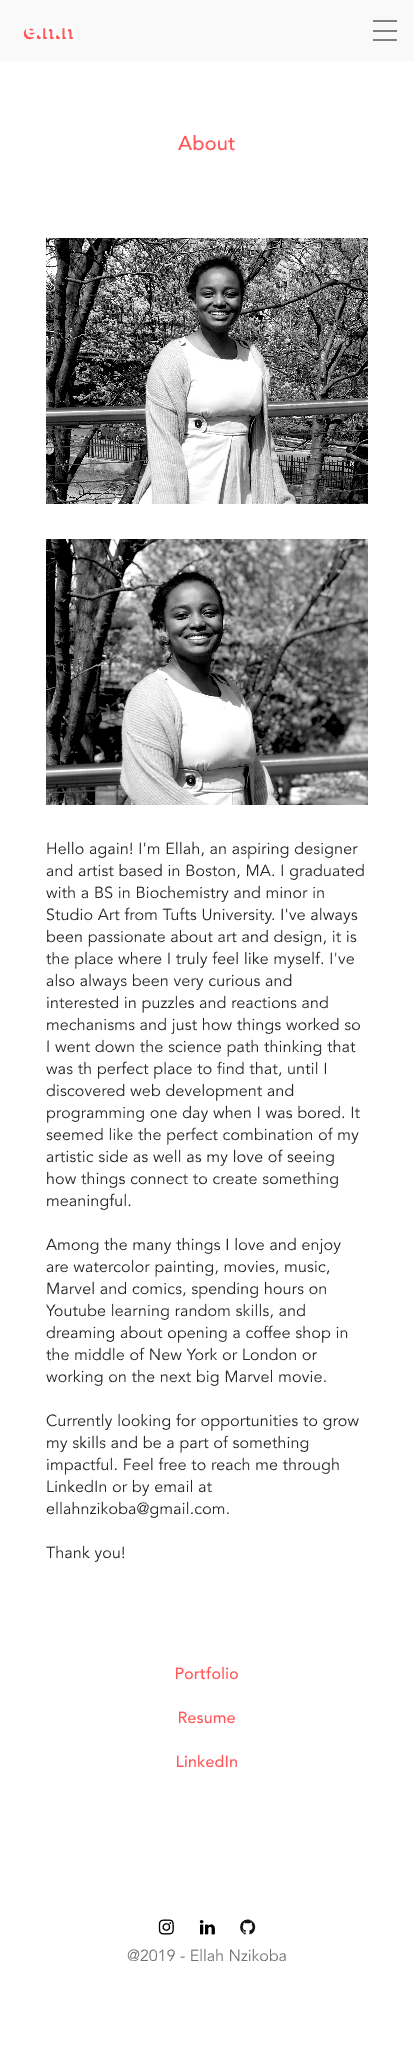 e.n.n
About
Hello again! I'm Ellah, an aspiring designer
and artist based in Boston, MA. I graduated
with a BS in Biochemistry and minor in
Studio Art from Tufts University. I've always
been passionate about art and design, it is
the place where I truly feel like myself. I've
also always been very curious and
interested in puzzles and reactions and
mechanisms and just how things worked so
I went down the science path thinking that
was th perfect place to find that, until I
discovered web development and
programming one day when I was bored. It
seemed like the perfect combination of my
artistic side as well as my love of seeing
how things connect to create something
meaningful.
Among the many things I love and enjoy
are watercolor painting, movies, music,
Marvel and comics, spending hours on
Youtube learning random skills, and
dreaming about opening a coffee shop in
the middle of New York or London or
working on the next big Marvel movie.
Currently looking for opportunities to grow
my skills and be a part of something
impactful. Feel free to reach me through
LinkedIn or by email at
ellahnzikoba@gmail.com.
Thank you!
Portfolio
Resume
LinkedIn
@2019 - Ellah Nzikoba